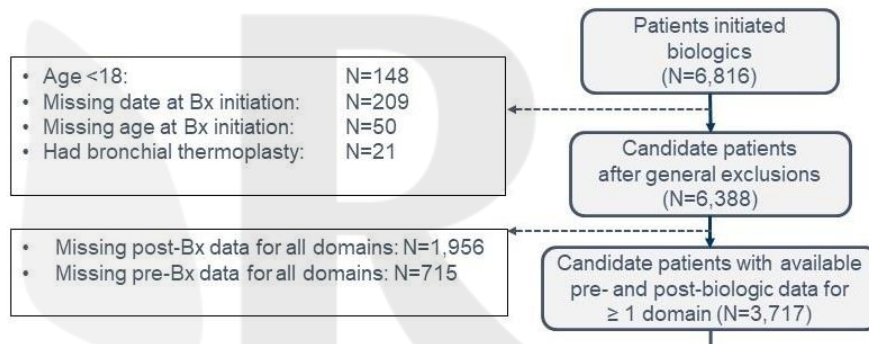 Patients initiated
biologics
(N=6,816)
• Age <18: N=148
• Missing date at Bx initiation: N=209
• Missing age at Bx initiation: N=50
• Had bronchial thermoplasty: N=21
Candidate patients
after general exclusions
(N=6,388)
• Missing post-Bx data for all domains: N=1,956
• Missing pre-Bx data for all domains: N=715
Candidate patients with available
pre- and post-biologic data for
≥ 1 domain (N=3,717)